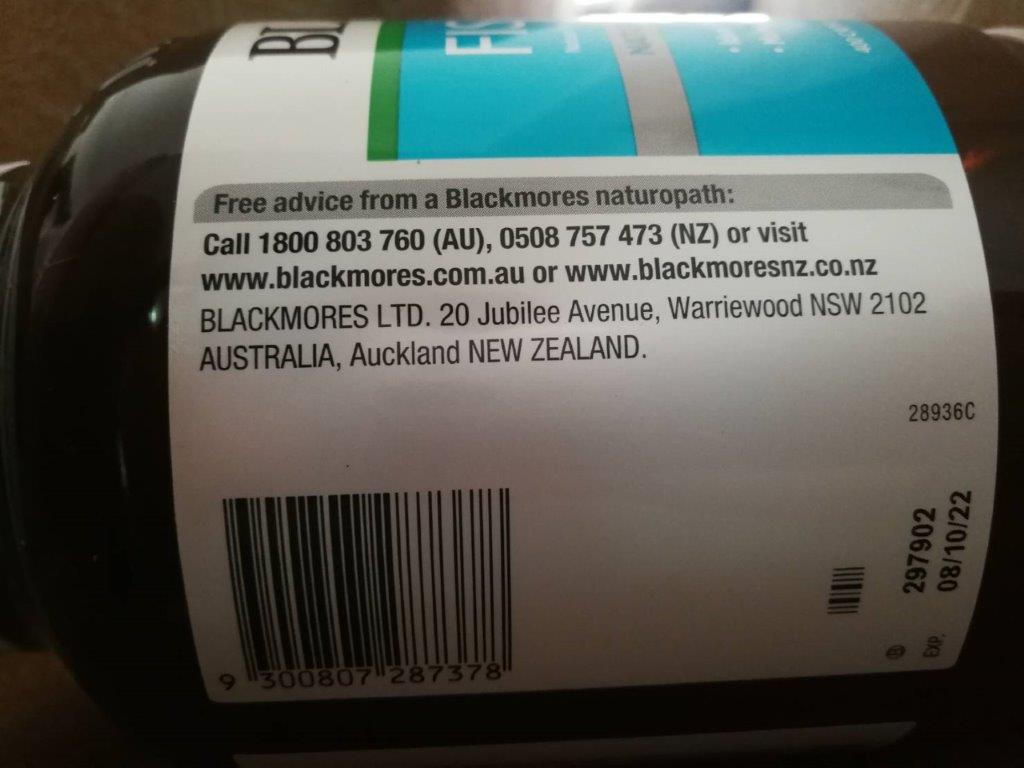 Free advice from a Blackmores naturopath:
Call 1800 803 760 (AU), 0508 757 473 (NZ) or visit
www.blackmores.com.au or www.blackmoresnz.co.nz
BLACKMORES LTD. 20 Jubilee Avenue, Warriewood NSW 2102
AUSTRALIA, Auckland NEW ZEALAND.
28936C
9 300807 287378
Ⓑ 297902
EXP. 08/10/22